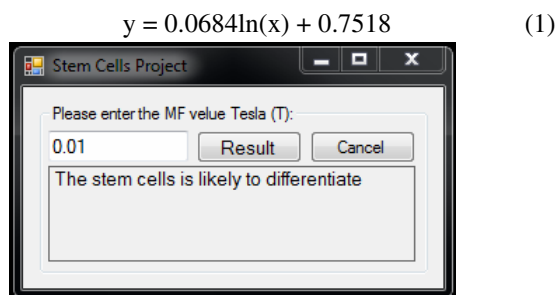 y = 0.0684ln(x) + 0.7518 (1)
Stem Cells Project
Please enter the MF velue Tesla (T):
0.01 Result Cancel
The stem cells is likely to differentiate